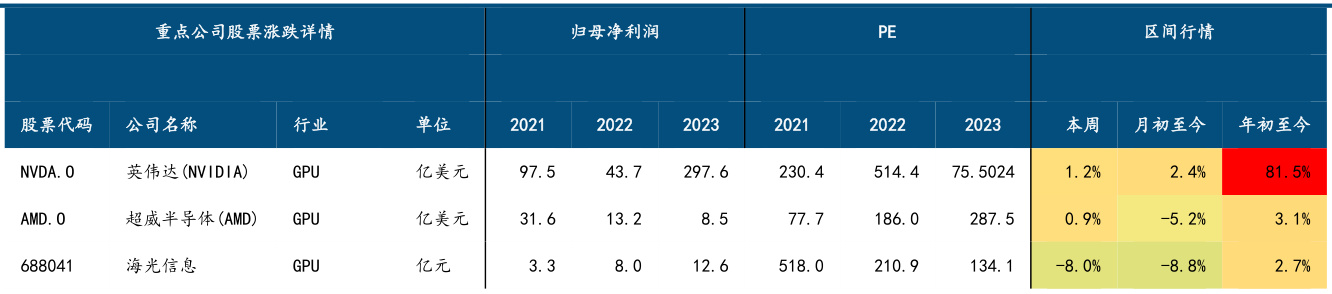 重点公司股票涨跌详情 归母净利润 PE 区间行情
股票代码 公司名称 行业 单位 2021 2022 2023 2021 2022 2023 本周 月初至今 年初至今
NVDA.O 英伟达(NVIDIA) GPU 亿美元 97.5 43.7 297.6 230.4 514.4 75.5024 1.2% 2.4% 81.5%
AMD.O 超威半导体(AMD) GPU 亿美元 31.6 13.2 8.5 77.7 186.0 287.5 0.9% -5.2% 3.1%
688041 海光信息 GPU 亿元 3.3 8.0 12.6 518.0 210.9 134.1 -8.0% -8.8% 2.7%